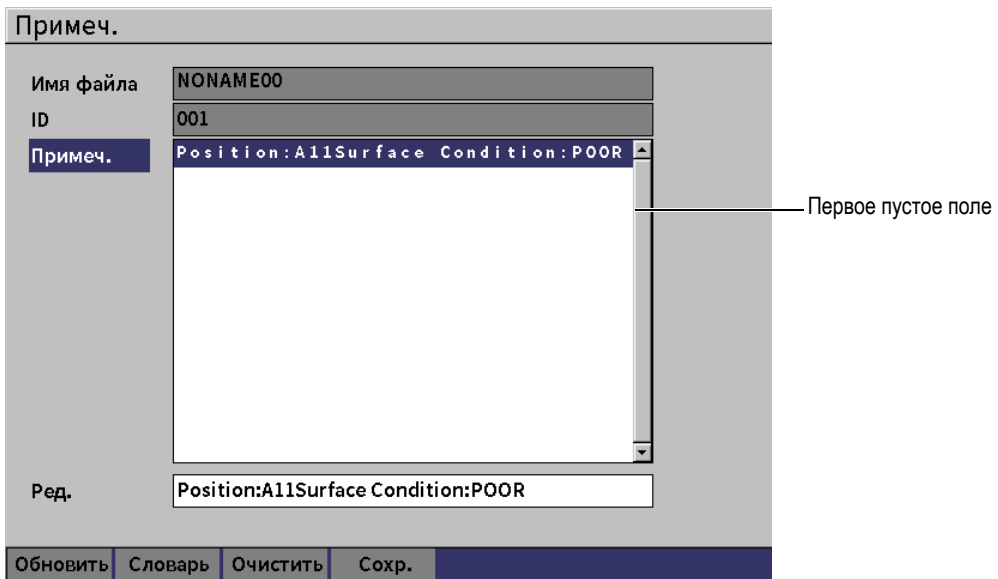 Примеч.
Имя файла NONAME00
ID 001
Примеч. Position:A11Surface Condition:POOR
Первое пустое поле
Ред. Position:A11Surface Condition:POOR
Обновить Словарь Очистить Сохр.